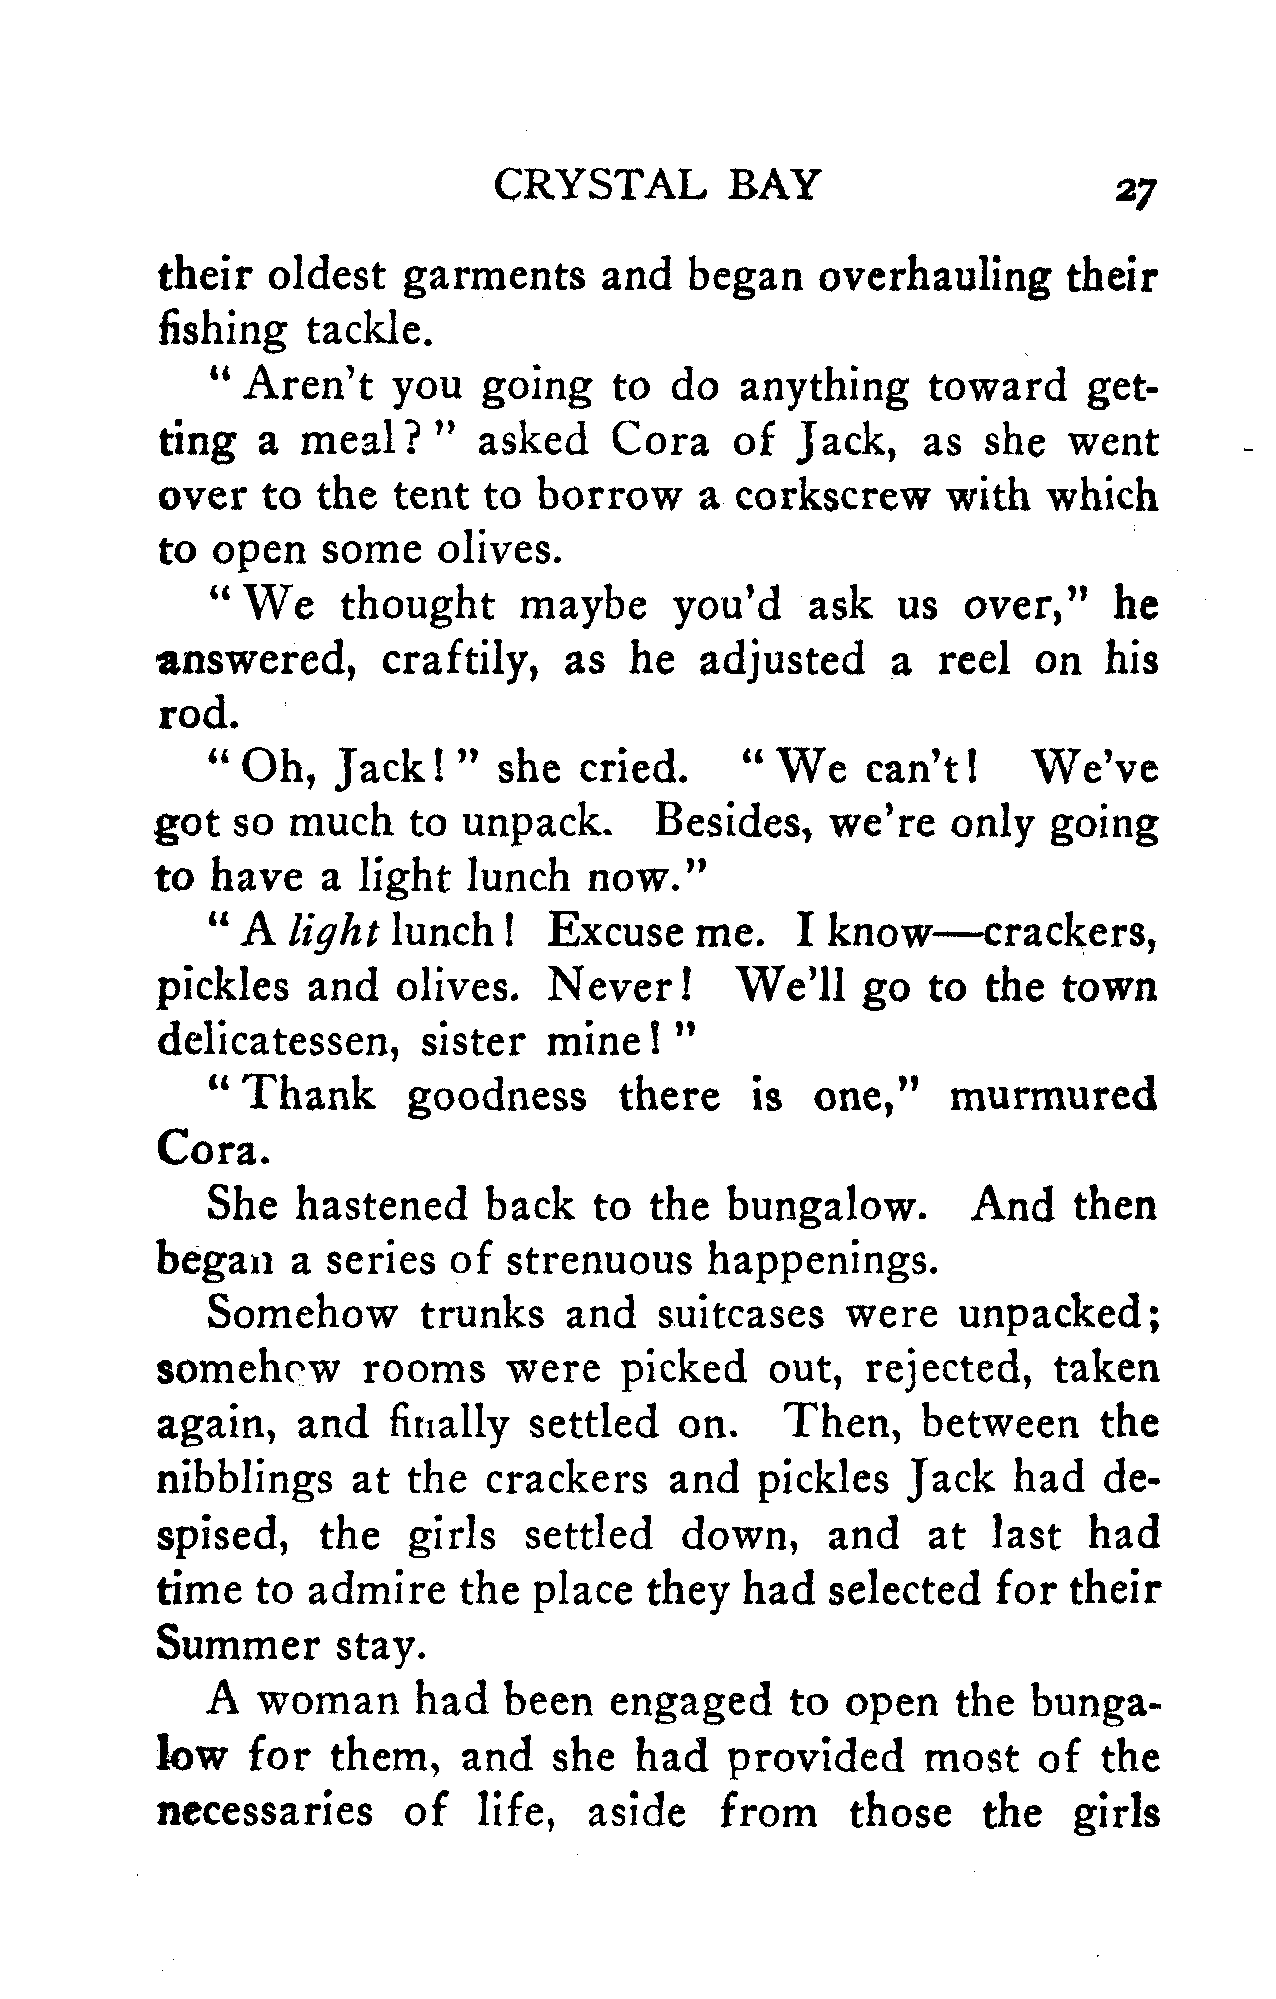 CRYSTAL BAY 27
their oldest garments and began overhauling their
fishing tackle.
" Aren't you going to do anything toward get-
ting a meal? " asked Cora of Jack, as she went
over to the tent to borrow a corkscrew with which
to open some olives.
" We thought maybe you'd ask us over," he
answered, craftily, as he adjusted a reel on his
rod.
" Oh, Jack! " she cried. " We can't! We've
got so much to unpack. Besides, we're only going
to have a light lunch now."
" A light lunch! Excuse me. I know—crackers,
pickles and olives. Never! We'll go to the town
delicatessen, sister mine! "
" Thank goodness there is one," murmured
Cora.
She hastened back to the bungalow. And then
began a series of strenuous happenings.
Somehow trunks and suitcases were unpacked;
somehow rooms were picked out, rejected, taken
again, and finally settled on. Then, between the
nibblings at the crackers and pickles Jack had de-
spised, the girls settled down, and at last had
time to admire the place they had selected for their
Summer stay.
A woman had been engaged to open the bunga-
low for them, and she had provided most of the
necessaries of life, aside from those the girls